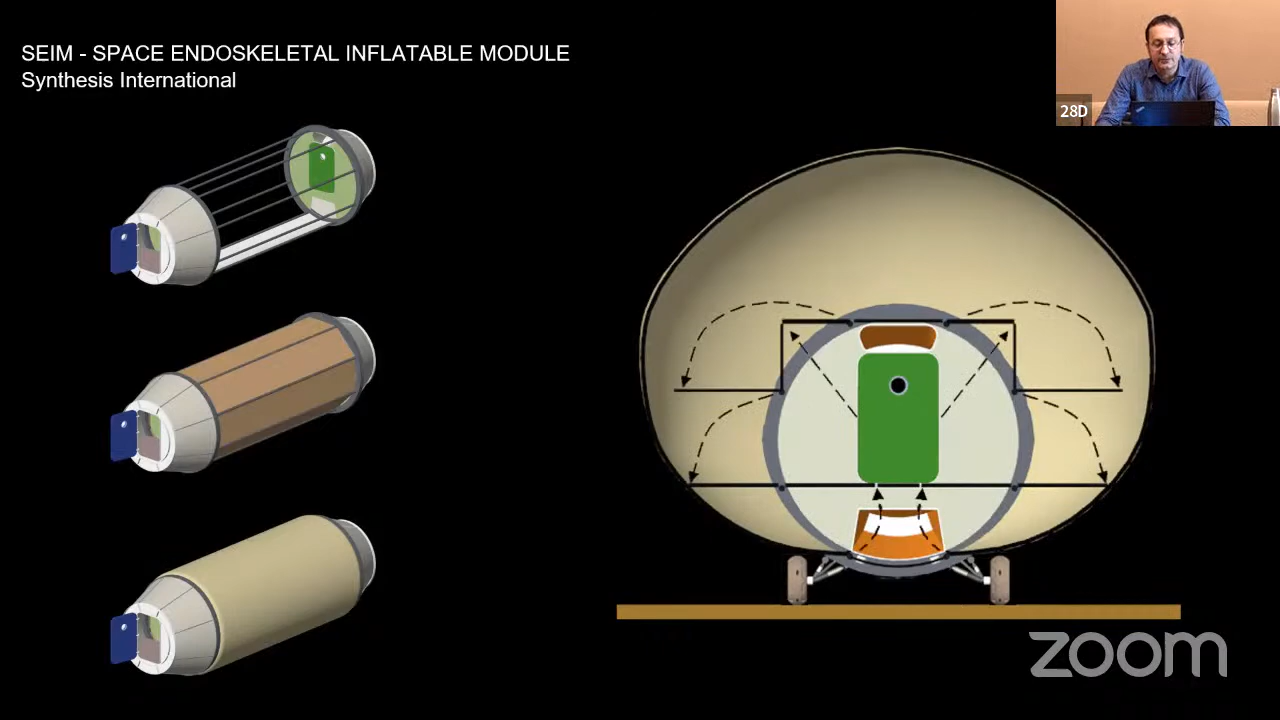 SEIM - SPACE ENDOSKELETAL INFLATABLE MODULE
Synthesis International
28D
zoom